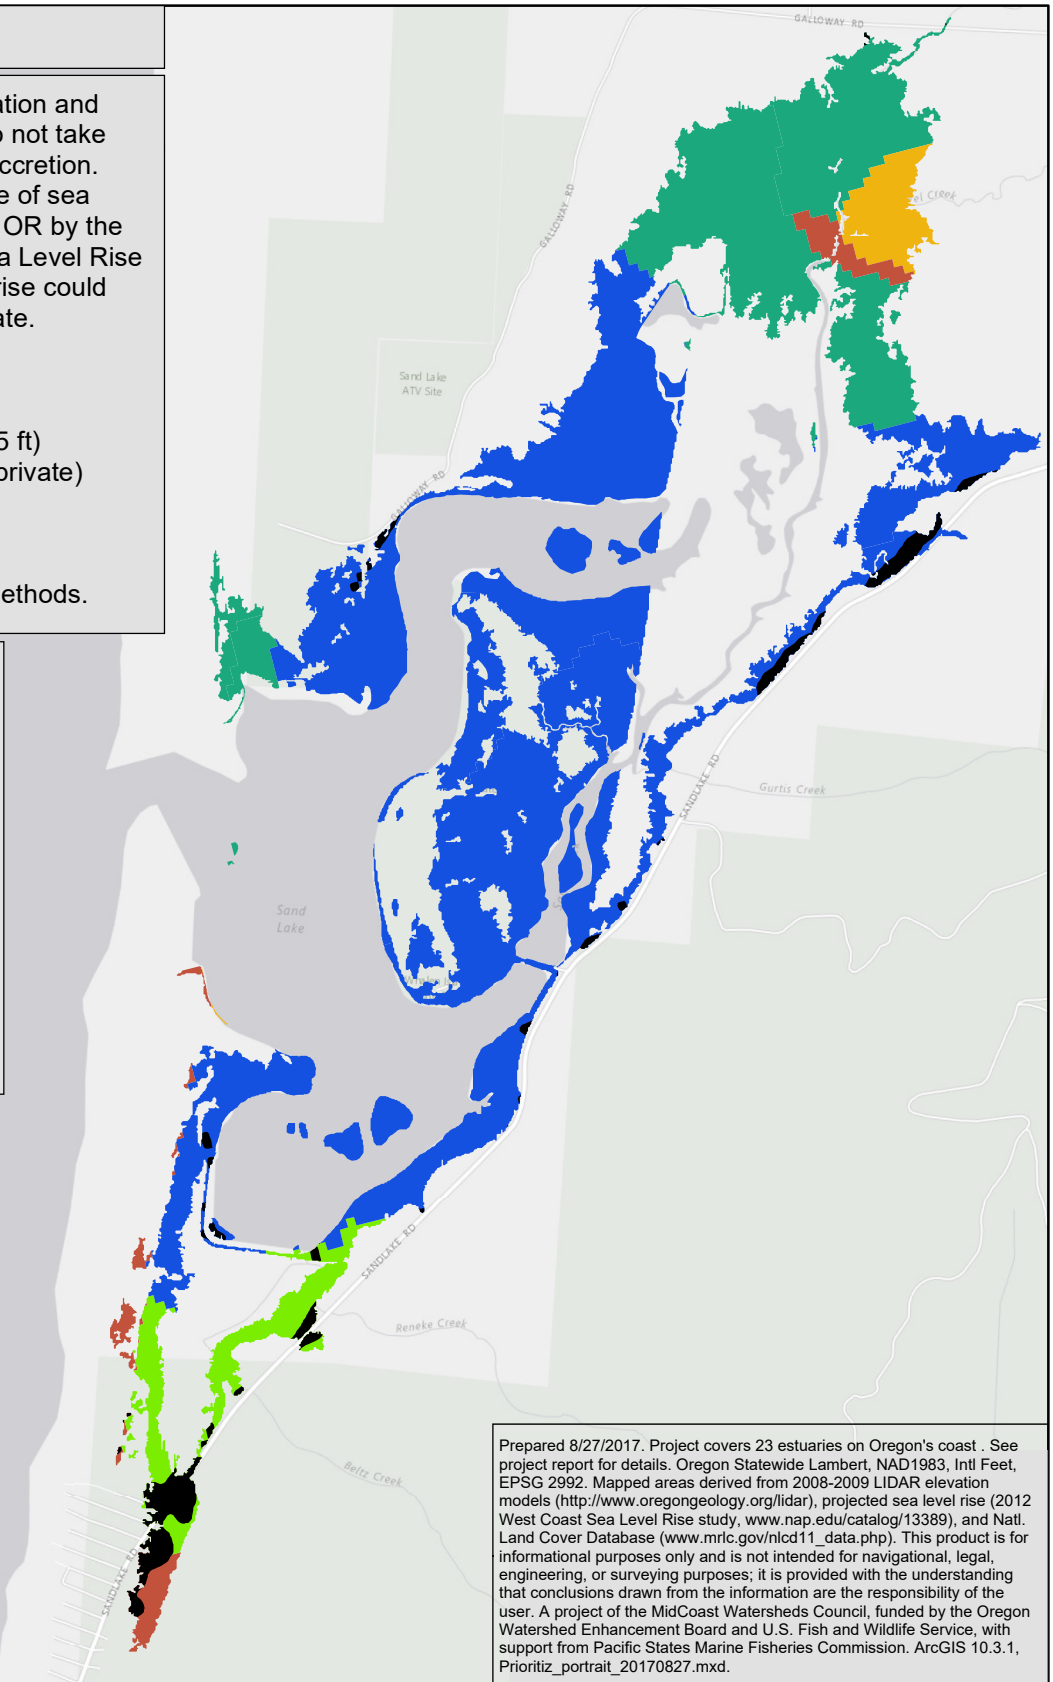 ation and
o not take
ccretion.
e of sea
OR by the
a Level Rise
rise could
ate.
5 ft)
private)
ethods.
GALLOWAY RD
GALLOWAY RD
el Creek
Sand Lake
ATV Site
GALLOWAY RD
SANDLAKE RD
Gurtis Creek
Sand
Lake
SANDLAKE RD
Reneke Creek
Beltz Creek
SANDLAKE RD
Prepared 8/27/2017. Project covers 23 estuaries on Oregon's coast . See
project report for details. Oregon Statewide Lambert, NAD1983, Intl Feet,
EPSG 2992. Mapped areas derived from 2008-2009 LIDAR elevation
models (http://www.oregongeology.org/lidar), projected sea level rise (2012
West Coast Sea Level Rise study, www.nap.edu/catalog/13389), and Natl.
Land Cover Database (www.mrlc.gov/nlcd11_data.php). This product is for
informational purposes only and is not intended for navigational, legal,
engineering, or surveying purposes; it is provided with the understanding
that conclusions drawn from the information are the responsibility of the
user. A project of the MidCoast Watersheds Council, funded by the Oregon
Watershed Enhancement Board and U.S. Fish and Wildlife Service, with
support from Pacific States Marine Fisheries Commission. ArcGIS 10.3.1,
Prioritiz_portrait_20170827.mxd.